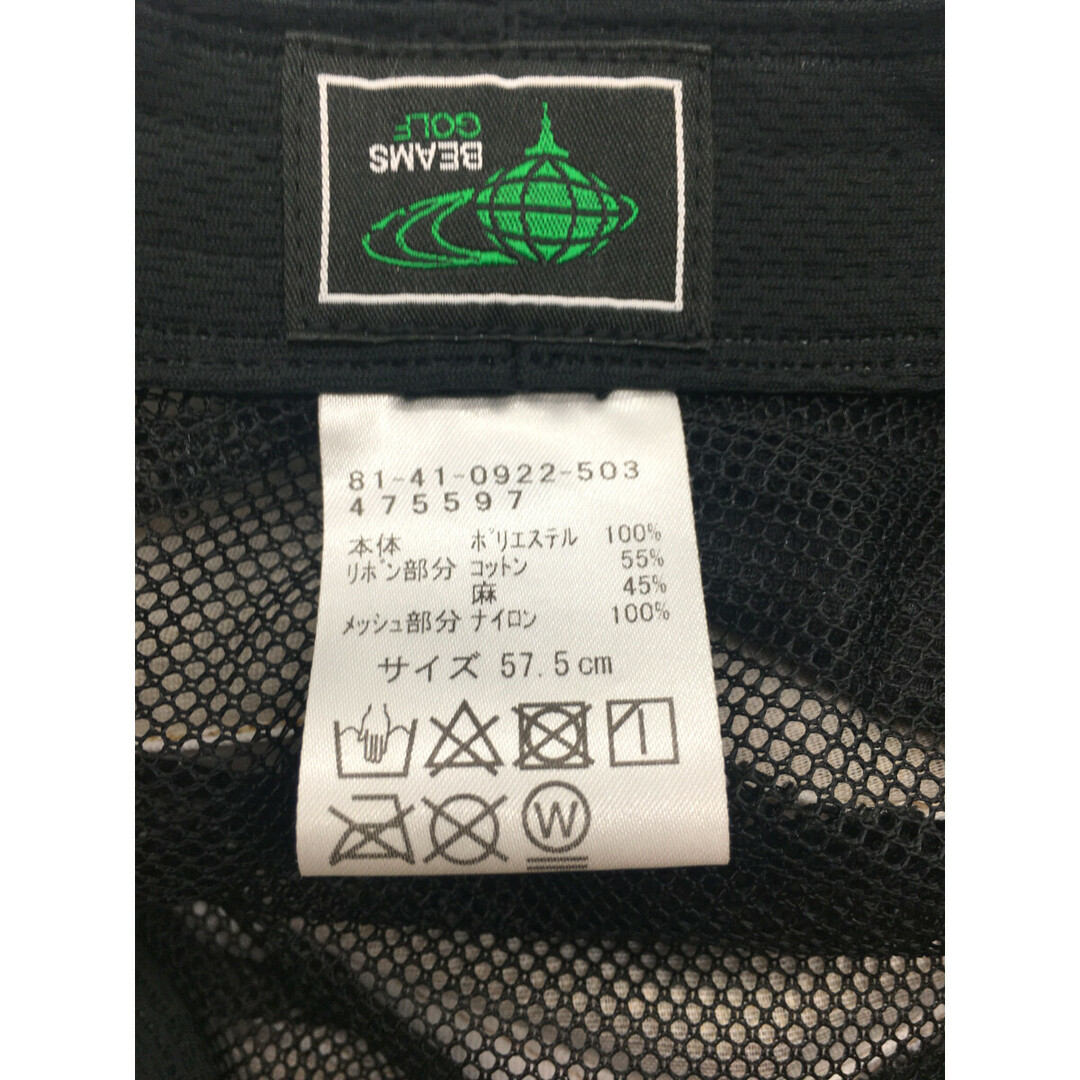 BEAMS
GOLF
81-41-0922-503
475597
本体 ポリエステル 100%
リボン部分 コットン 55%
麻 45%
メッシュ部分 ナイロン 100%
サイズ 57.5cm
W